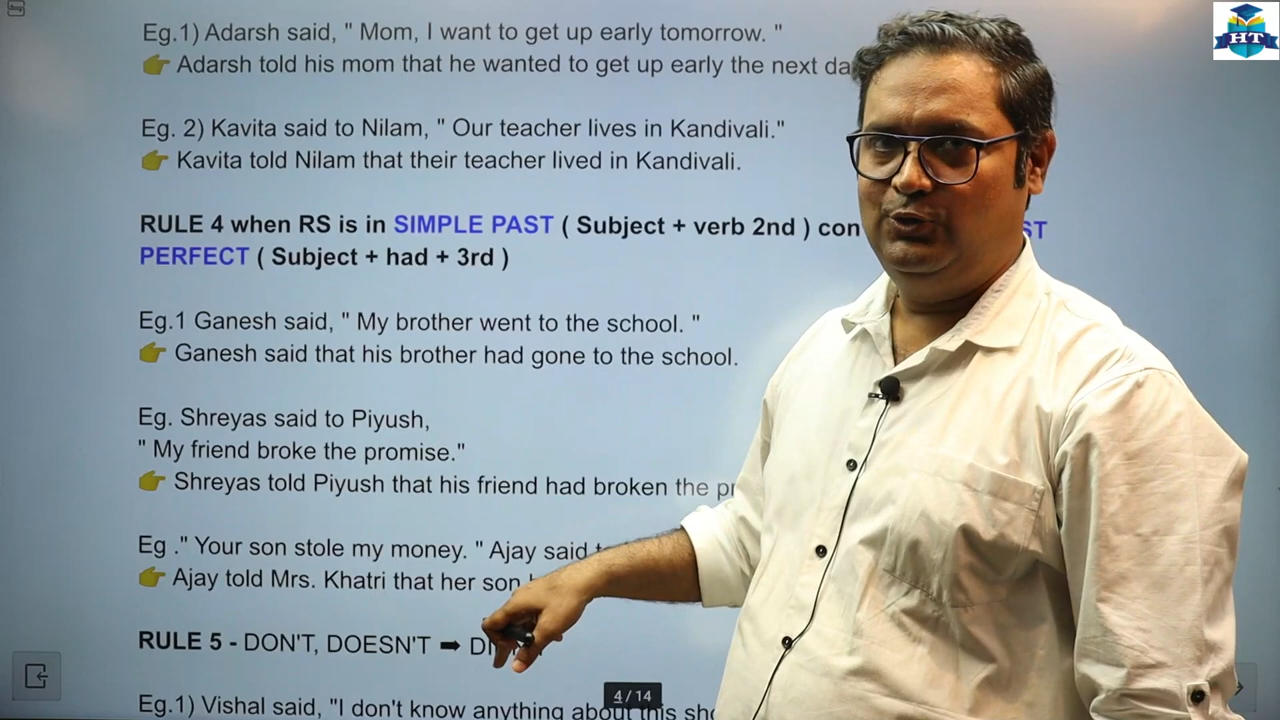 HT
Eg.1) Adarsh said, " Mom, I want to get up early tomorrow. "
👉 Adarsh told his mom that he wanted to get up early the next
Eg. 2) Kavita said to Nilam, " Our teacher lives in Kandivali."
👉 Kavita told Nilam that their teacher lived in Kandivali.
RULE 4 when RS is in SIMPLE PAST ( Subject + verb 2nd )
PERFECT ( Subject + had + 3rd )
Eg.1 Ganesh said, " My brother went to the school. "
👉 Ganesh said that his brother had gone to the school.
Eg. Shreyas said to Piyush,
" My friend broke the promise."
👉 Shreyas told Piyush that his friend had broken the
Eg ." Your son stole my money. " Ajay said
👉 Ajay told Mrs. Khatri that her son
RULE 5 - DON'T, DOESN'T ➡
4 / 14
Eg.1) Vishal said, "I don't know anything about this